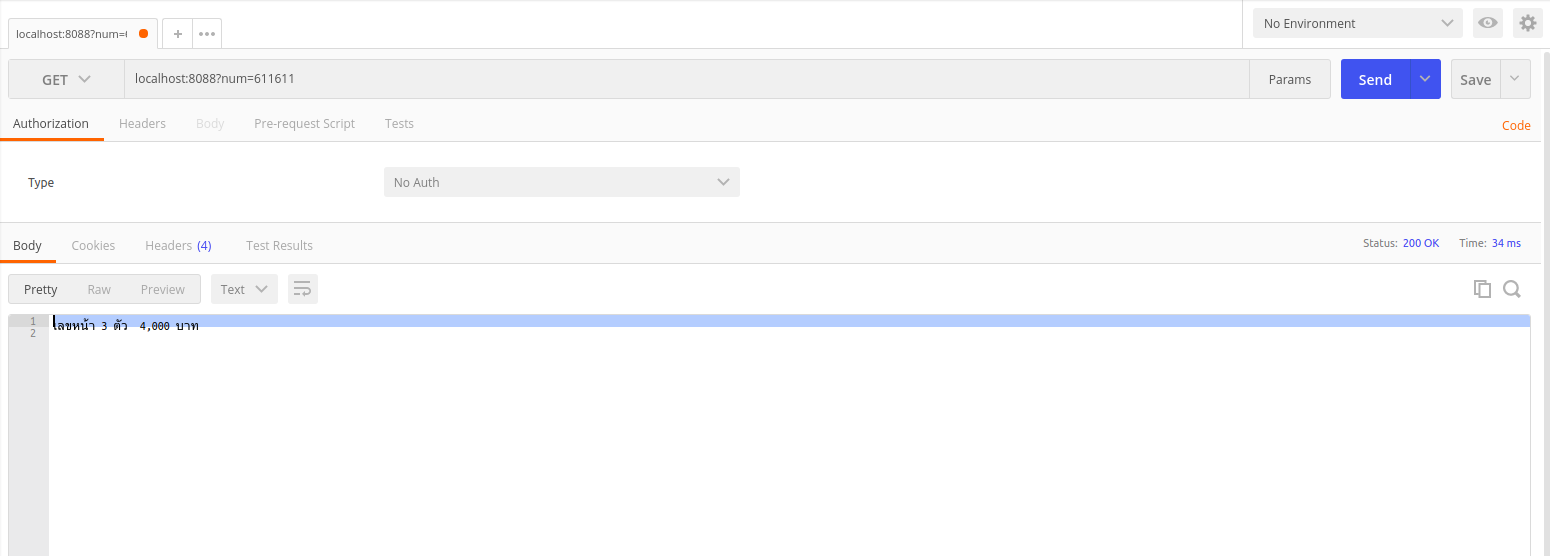 localhost:8088?num=6
+
No Environment
GET
localhost:8088?num=611611
Params
Send
Save
Authorization
Headers
Body
Pre-request Script
Tests
Code
Type
No Auth
Body
Cookies
Headers (4)
Test Results
Status: 200 OK
Time: 34 ms
Pretty
Raw
Preview
Text
1
เลขหน้า 3 ตัว 4,000 บาท
2